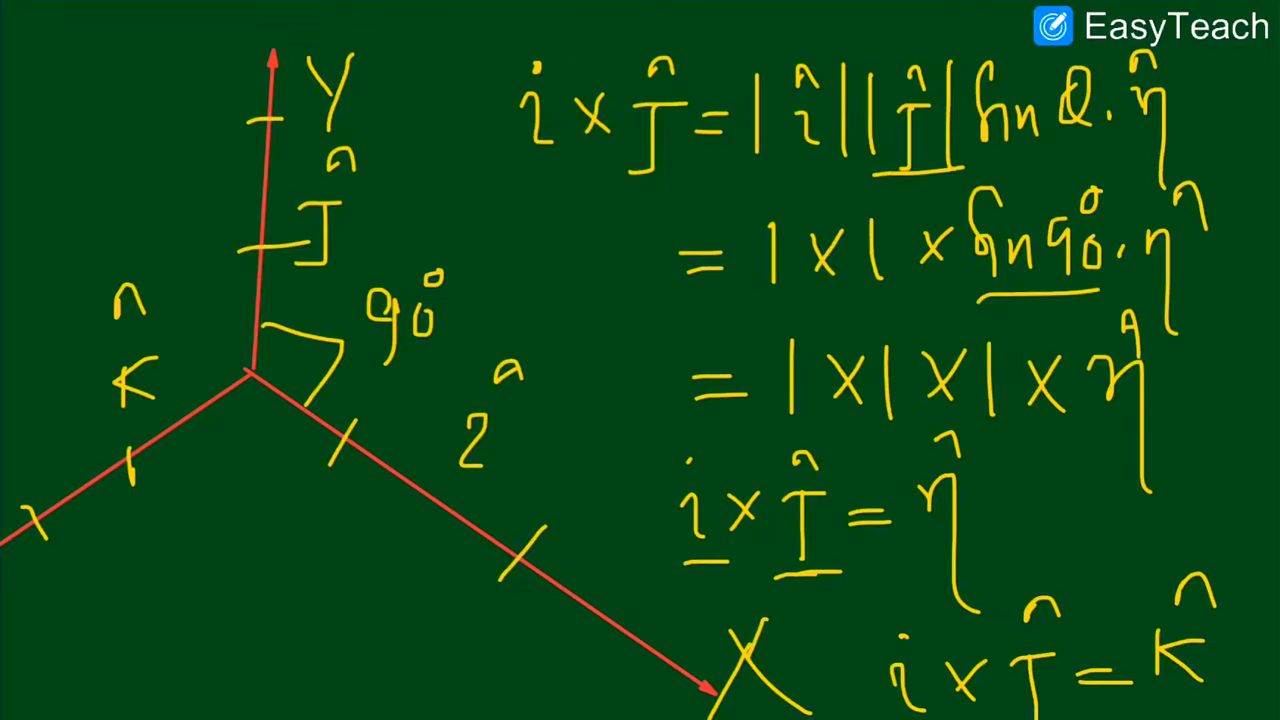 EasyTeach
Y
ĵ
90°
k̂
î
X
i × ĵ = |î||ĵ| sin θ · η̂
= 1 × 1 × sin 90° · η̂
= 1 × 1 × 1 × η̂
i × ĵ = η̂
i × ĵ = k̂